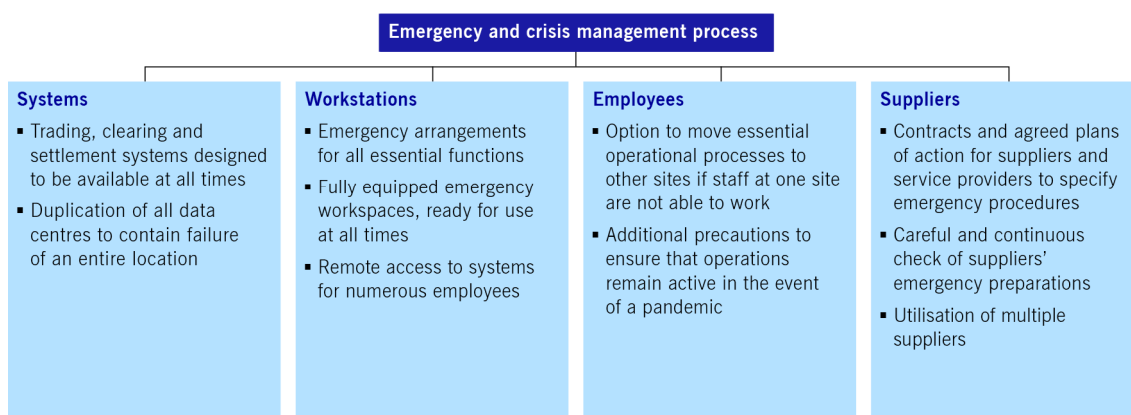 Emergency and crisis management process
Systems
▪ Trading, clearing and
settlement systems designed
to be available at all times
▪ Duplication of all data
centres to contain failure
of an entire location
Workstations
▪ Emergency arrangements
for all essential functions
▪ Fully equipped emergency
workspaces, ready for use
at all times
▪ Remote access to systems
for numerous employees
Employees
▪ Option to move essential
operational processes to
other sites if staff at one site
are not able to work
▪ Additional precautions to
ensure that operations
remain active in the event
of a pandemic
Suppliers
▪ Contracts and agreed plans
of action for suppliers and
service providers to specify
emergency procedures
▪ Careful and continuous
check of suppliers’
emergency preparations
▪ Utilisation of multiple
suppliers